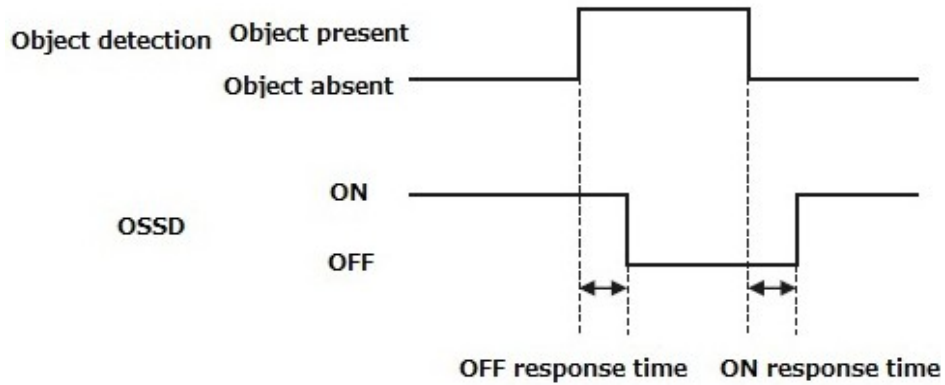 Object detection
Object present
Object absent
OSSD
ON
OFF
OFF response time
ON response time